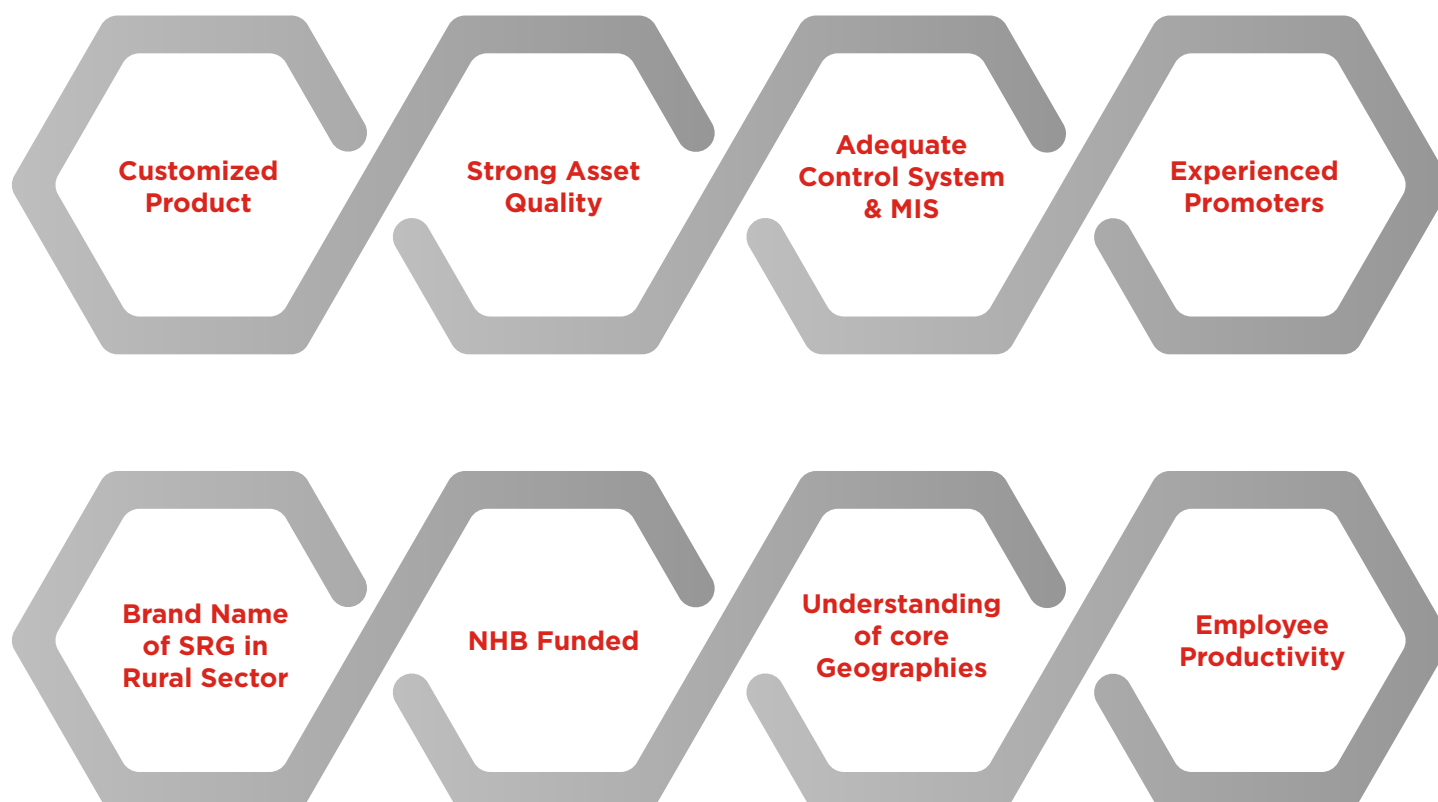 Customized
Product
Strong Asset
Quality
Adequate
Control System
& MIS
Experienced
Promoters
Brand Name
of SRG in
Rural Sector
NHB Funded
Understanding
of core
Geographies
Employee
Productivity